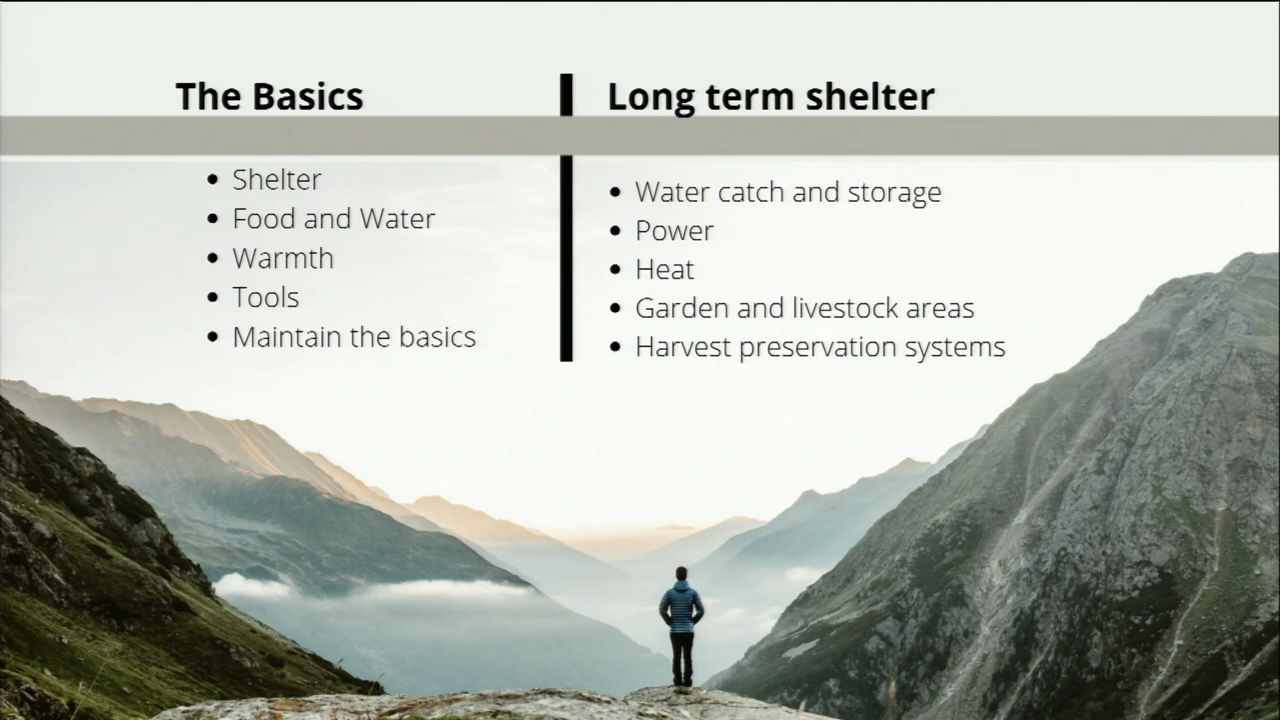 The Basics
Shelter
Food and Water
Warmth
Tools
Maintain the basics
Long term shelter
Water catch and storage
Power
Heat
Garden and livestock areas
Harvest preservation systems